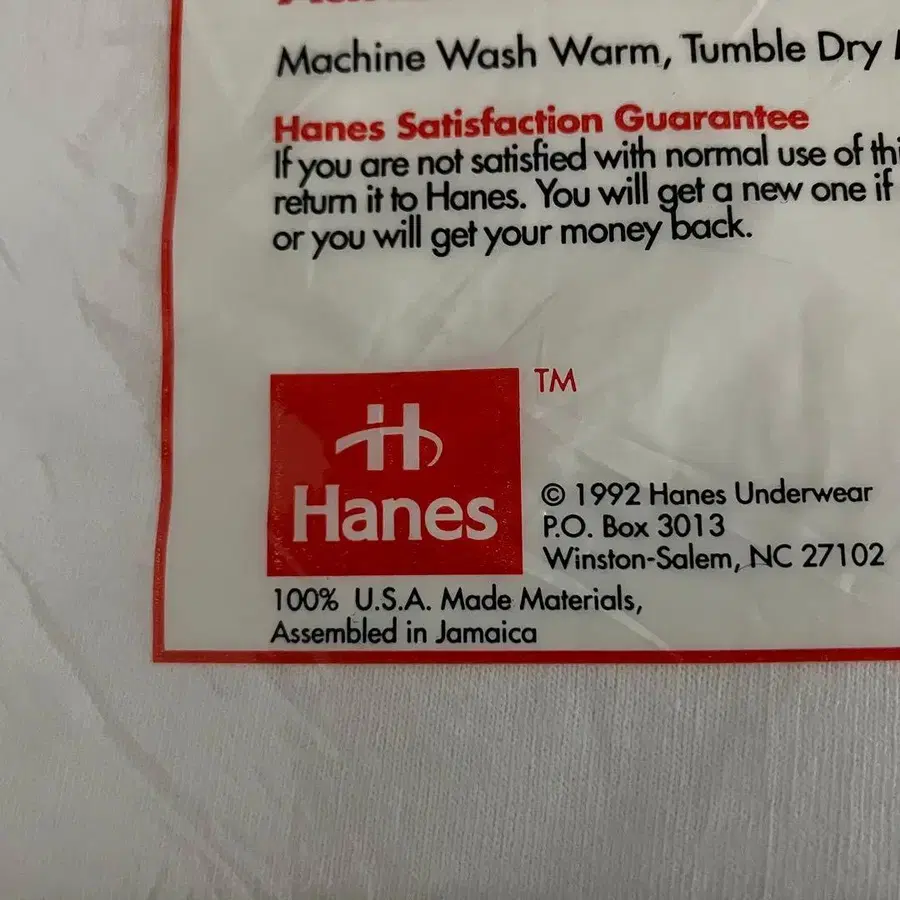 Machine Wash Warm, Tumble Dry
Hanes Satisfaction Guarantee
If you are not satisfied with normal use of
return it to Hanes. You will get a new one if
or you will get your money back.
TM
H
Hanes
© 1992 Hanes Underwear
P.O. Box 3013
Winston-Salem, NC 27102
100% U.S.A. Made Materials,
Assembled in Jamaica